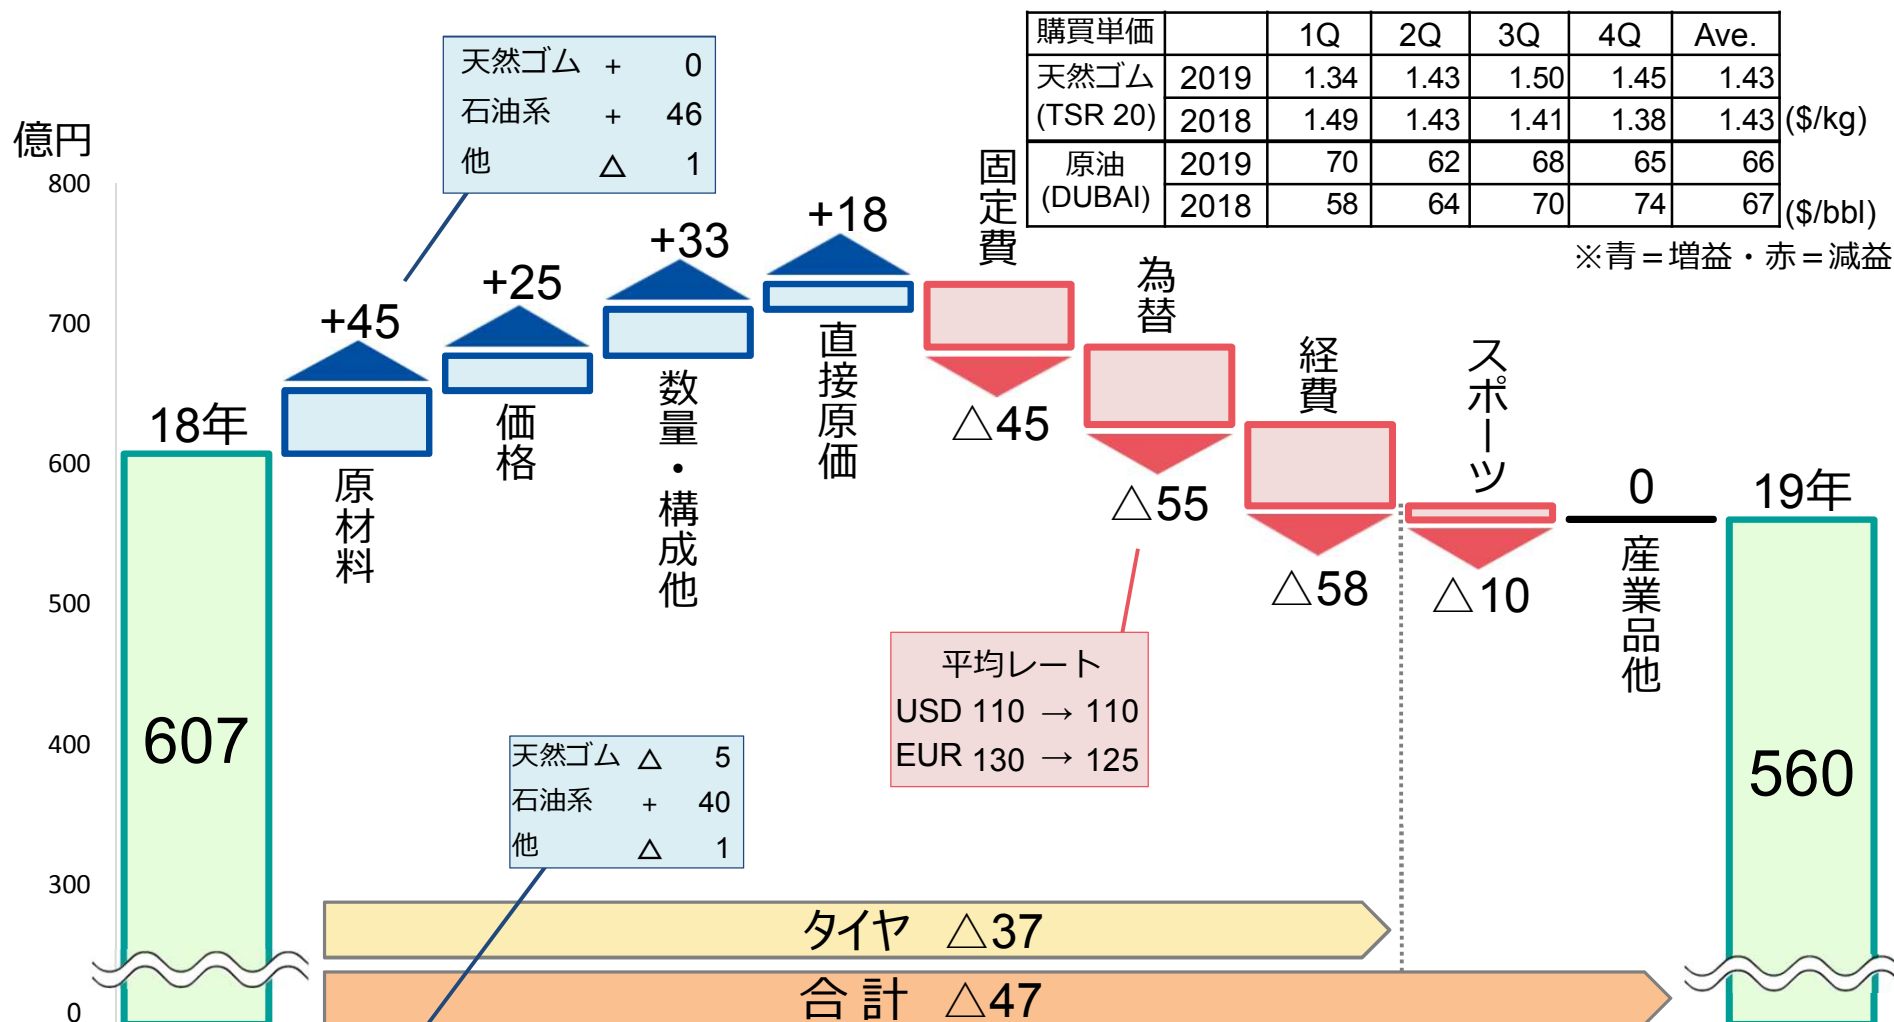 購買単価 1Q 2Q 3Q 4Q Ave.
天然ゴム 2019 1.34 1.43 1.50 1.45 1.43
(TSR 20) 2018 1.49 1.43 1.41 1.38 1.43 ($/kg)
原油 2019 70 62 68 65 66
(DUBAI) 2018 58 64 70 74 67 ($/bbl)
※青=増益・赤=減益
天然ゴム + 0
石油系 + 46
他 △ 1
億円
800
700
600
500
400
300
0
18年
607
+45
原材料
+25
価格
+33
数量・構成他
+18
直接原価
固定費
△45
為替
△55
経費
△58
スポーツ
△10
0
産業品他
19年
560
平均レート
USD 110 → 110
EUR 130 → 125
天然ゴム △ 5
石油系 + 40
他 △ 1
タイヤ △37
合計 △47